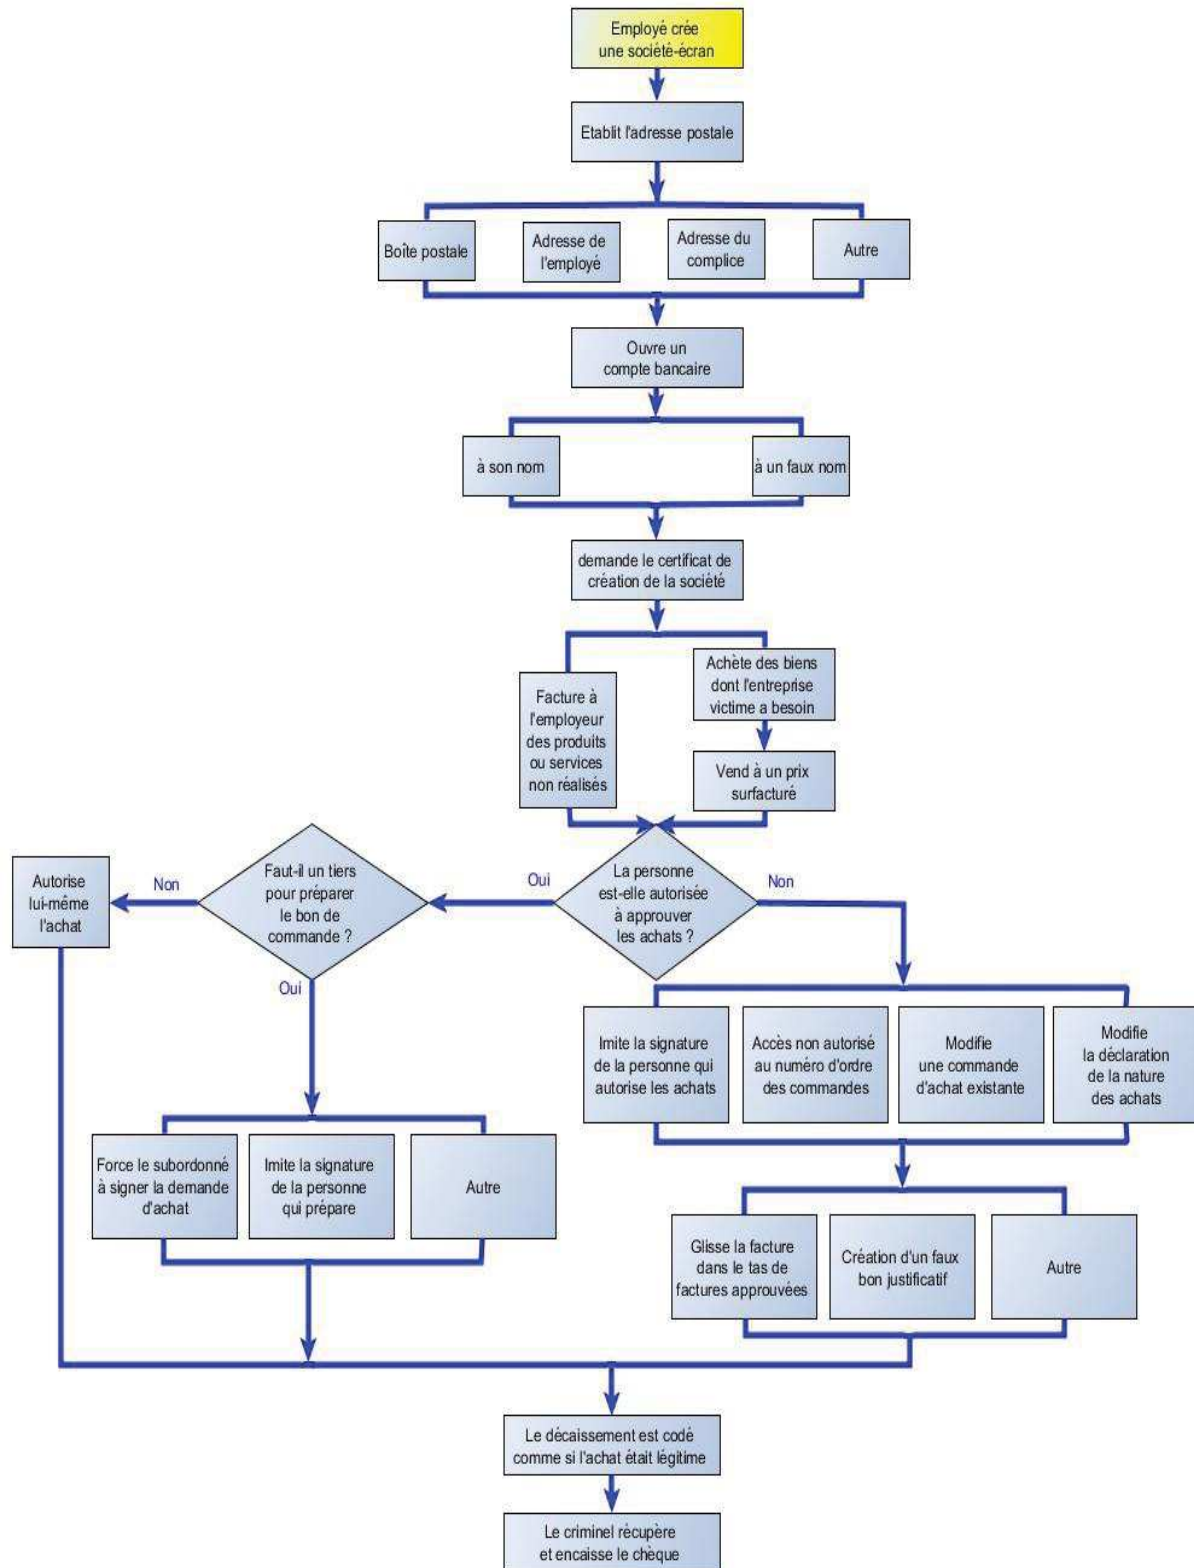 Employé crée
une société-écran
Etablit l'adresse postale
Boîte postale
Adresse de
l'employé
Adresse du
complice
Autre
Ouvre un
compte bancaire
à son nom
à un faux nom
demande le certificat de
création de la société
Facture à
l'employeur
des produits
ou services
non réalisés
Achète des biens
dont l'entreprise
victime a besoin
Vend à un prix
surfacturé
La personne
est-elle autorisée
à approuver
les achats ?
Oui
Non
Faut-il un tiers
pour préparer
le bon de
commande ?
Non
Oui
Autorise
lui-même
l'achat
Imite la signature
de la personne qui
autorise les achats
Accès non autorisé
au numéro d'ordre
des commandes
Modifie
une commande
d'achat existante
Modifie
la déclaration
de la nature
des achats
Force le subordonné
à signer la demande
d'achat
Imite la signature
de la personne
qui prépare
Autre
Glisse la facture
dans le tas de
factures approuvées
Création d'un faux
bon justificatif
Autre
Le décaissement est codé
comme si l'achat était légitime
Le criminel récupère
et encaisse le chèque